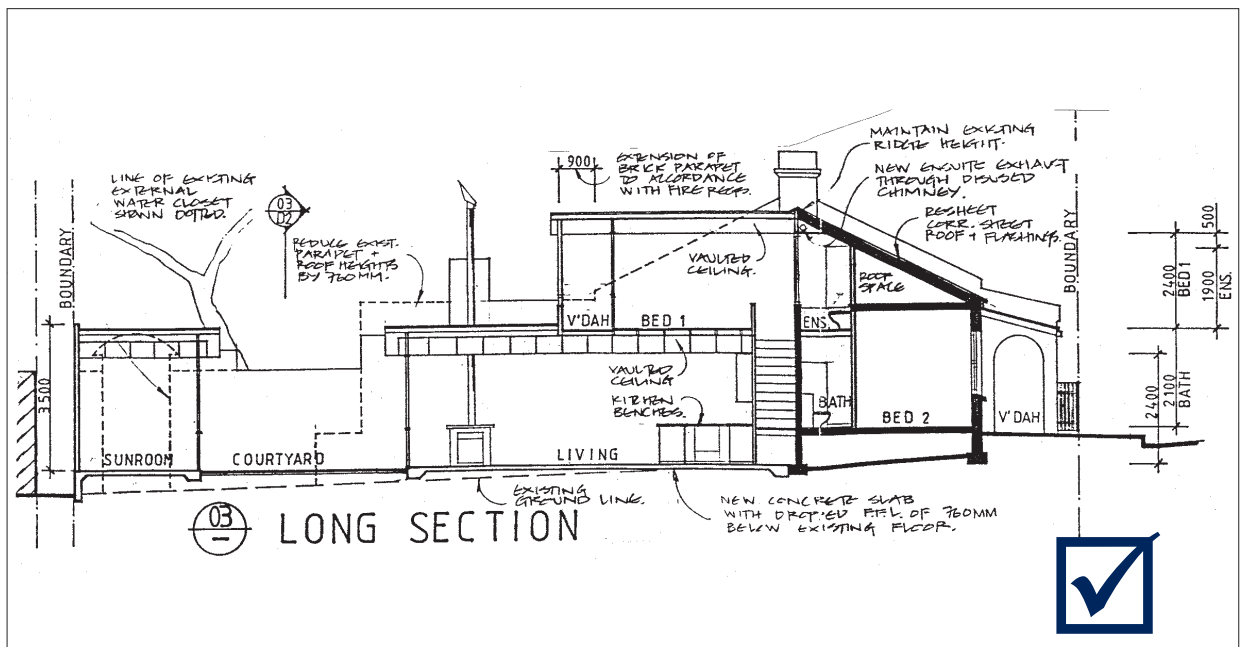 MAINTAIN EXISTING
RIDGE HEIGHT.
900
EXTENSION OF
BRICK PARAPET
TO ACCORDANCE
WITH FIRE REGS.
NEW ENSUITE EXHAUST
THROUGH DISUSED
CHIMNEY.
LINE OF EXISTING
EXTERNAL
WATER CLOSET
SHOWN DOTTED.
03
02
RESHEET
CORR. SHEET
ROOF + FLASHINGS.
BOUNDARY
REDUCE EXIST.
PARAPET +
ROOF HEIGHTS
BY 760MM.
VAULTED
CEILING.
ROOF
SPACE
BOUNDARY
500
2400
BED 1
1900
ENS.
V'DAH
BED 1
ENS.
VAULTED
CEILING
3500
KITCHEN
BENCHES.
BATH
BED 2
V'DAH
2400
2100
BATH
SUNROOM
COURTYARD
LIVING
EXISTING
GROUND LINE.
NEW CONCRETE SLAB
WITH DROPPED F.F.L. OF 760MM
BELOW EXISTING FLOOR.
03
LONG SECTION